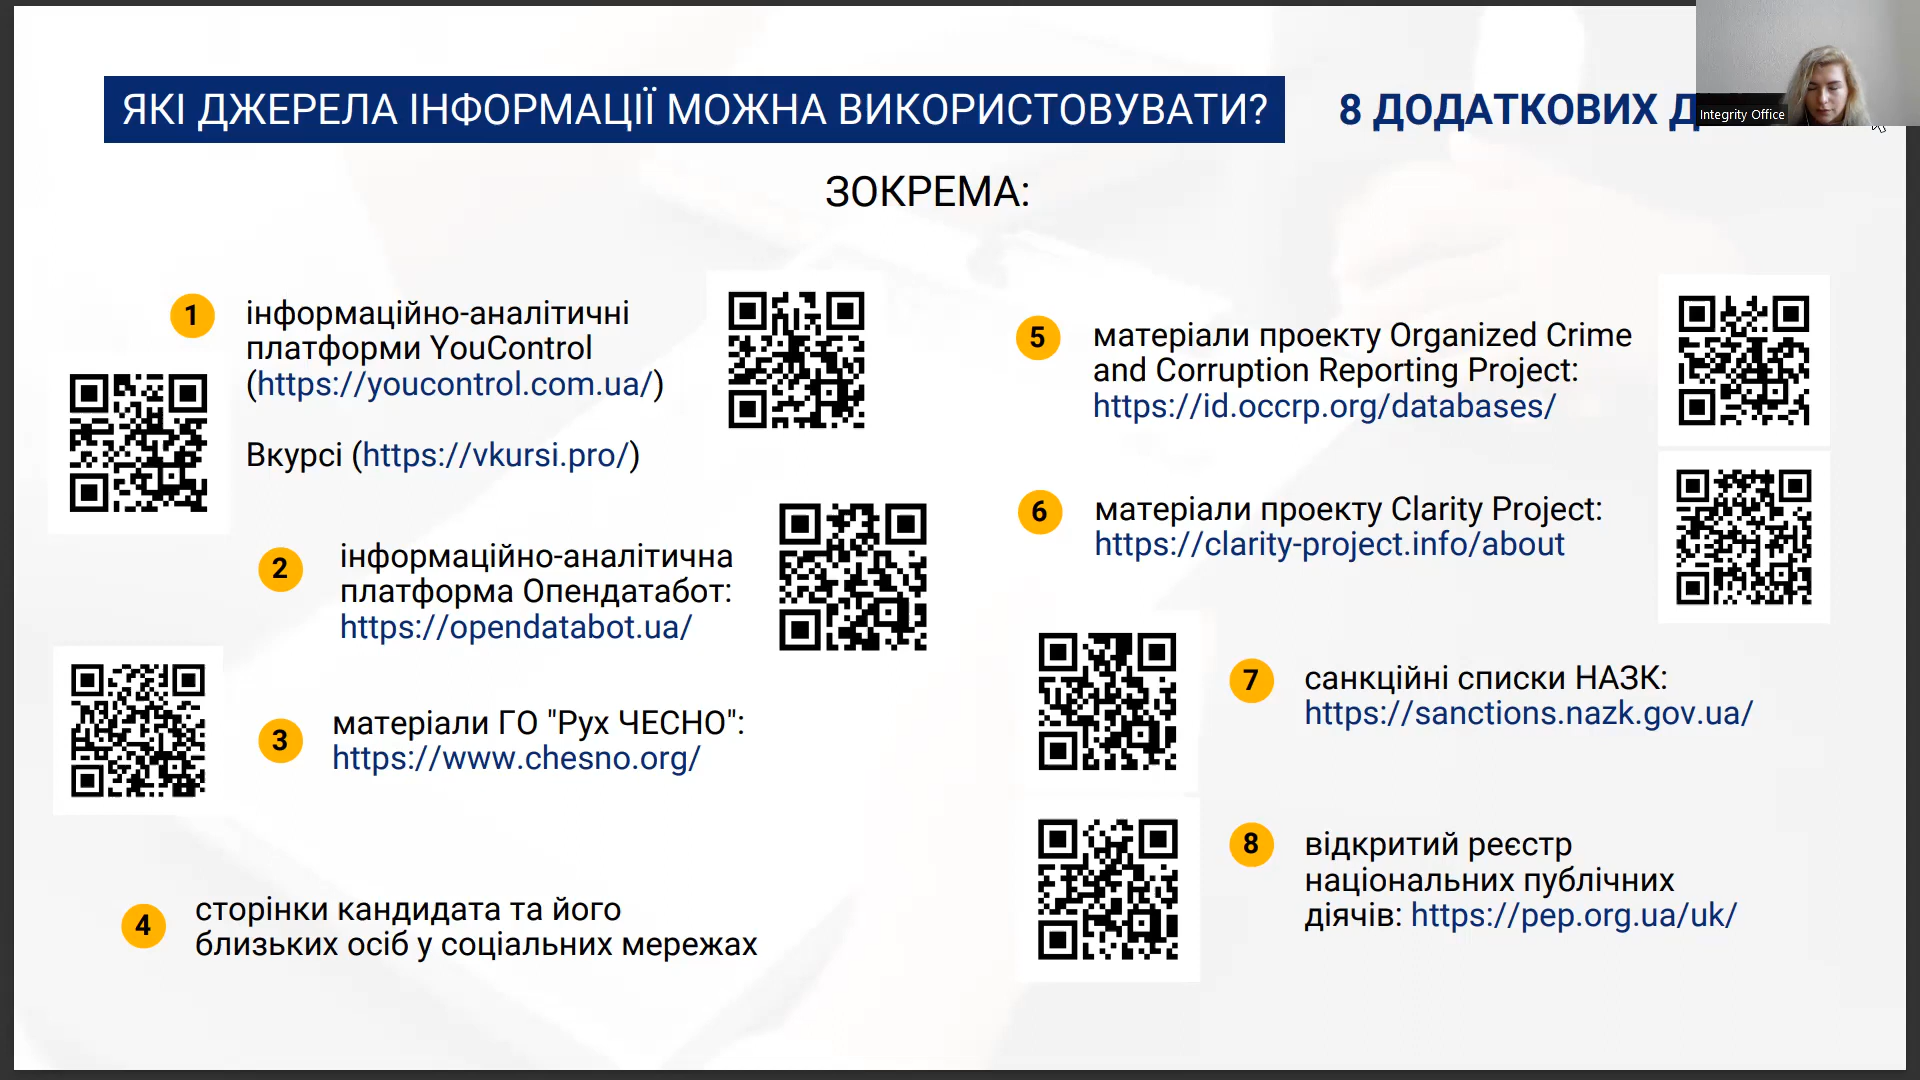 ЯКІ ДЖЕРЕЛА ІНФОРМАЦІЇ МОЖНА ВИКОРИСТОВУВАТИ?
8 ДОДАТКОВИХ
Integrity Office
ЗОКРЕМА:
1
інформаційно-аналітичні
платформи YouControl
(https://youcontrol.com.ua/)
Вкурсі (https://vkursi.pro/)
2
інформаційно-аналітична
платформа Опендатабот:
https://opendatabot.ua/
3
матеріали ГО "Рух ЧЕСНО":
https://www.chesno.org/
4
сторінки кандидата та його
близьких осіб у соціальних мережах
5
матеріали проекту Organized Crime
and Corruption Reporting Project:
https://id.occrp.org/databases/
6
матеріали проекту Clarity Project:
https://clarity-project.info/about
7
санкційні списки НАЗК:
https://sanctions.nazk.gov.ua/
8
відкритий реєстр
національних публічних
діячів: https://pep.org.ua/uk/